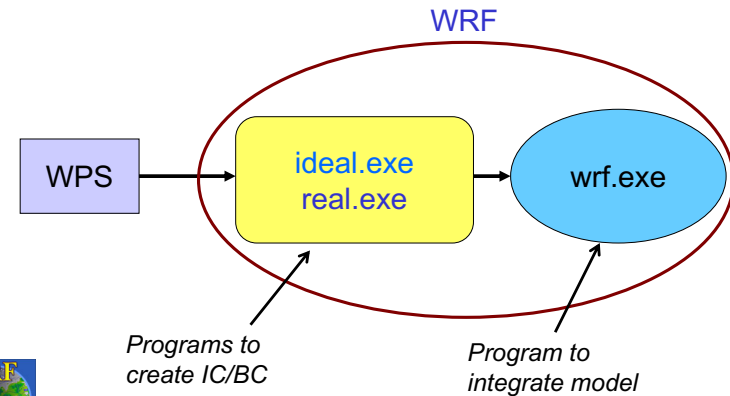 WRF
WPS
ideal.exe
real.exe
wrf.exe
Programs to
create IC/BC
Program to
integrate model